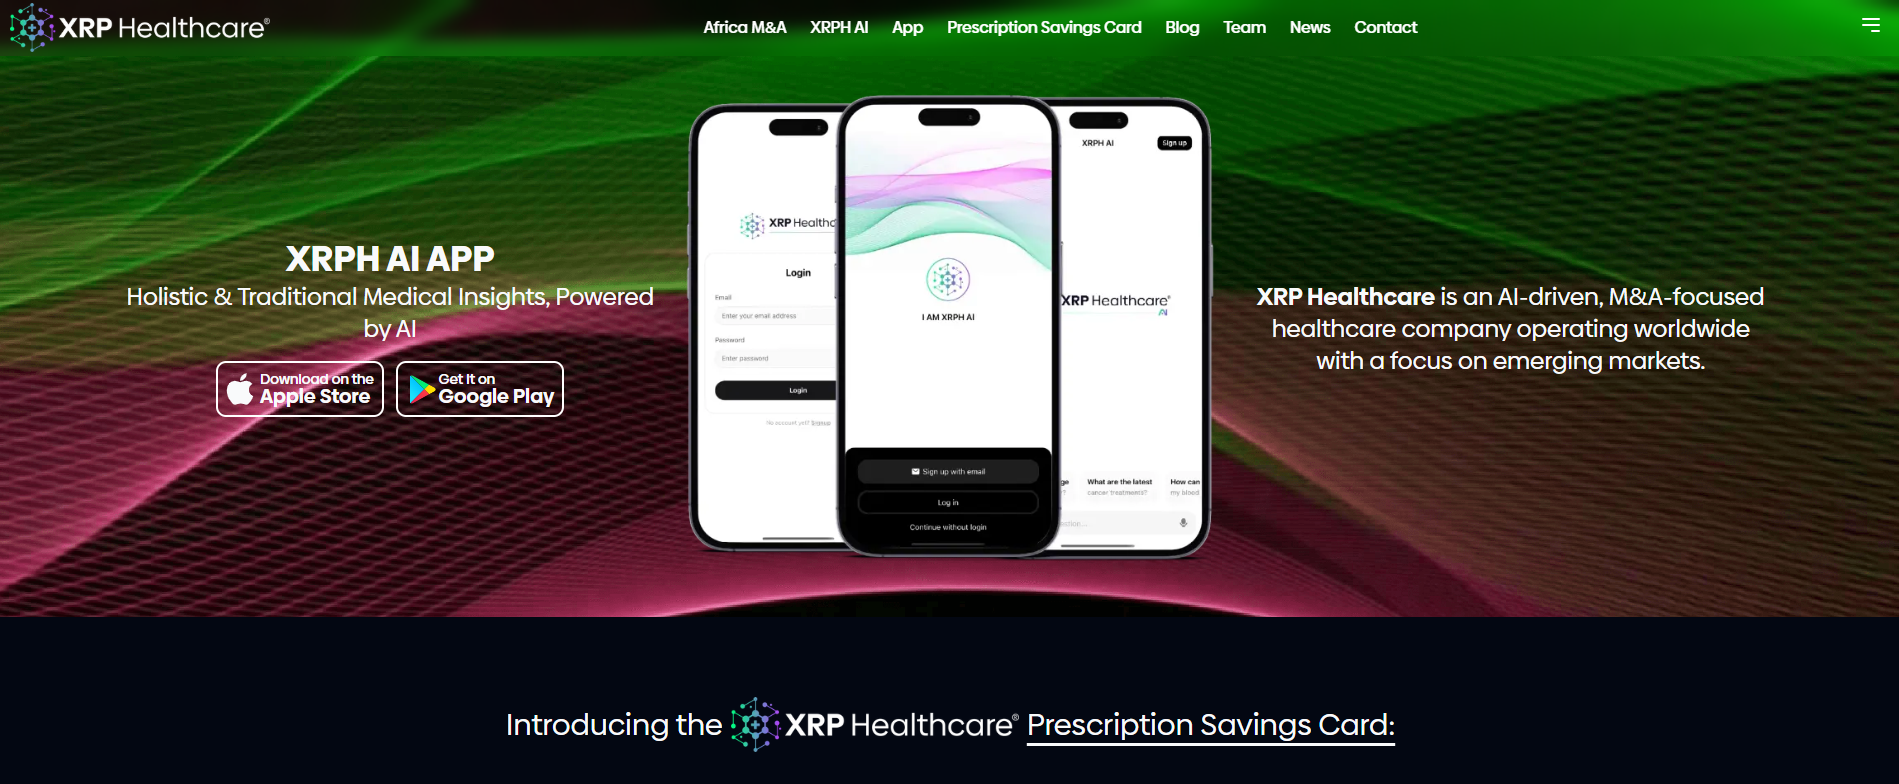 XRP Healthcare®
Africa M&A XRPH AI App Prescription Savings Card Blog Team News Contact
XRPH AI APP
Holistic & Traditional Medical Insights, Powered
by AI
Download on the
Apple Store
Get It on
Google Play
XRP Healthc
Login
Email
Enter your email address
Password
Enter password
Login
No account yet? Signup
I AM XRPH AI
Sign up with email
Log in
Continue without login
XRPH AI
Sign up
XRP Healthcare®
AI
ge
What are the latest
cancer treatments?
How can
my blood
XRP Healthcare is an AI-driven, M&A-focused
healthcare company operating worldwide
with a focus on emerging markets.
Introducing the XRP Healthcare® Prescription Savings Card: